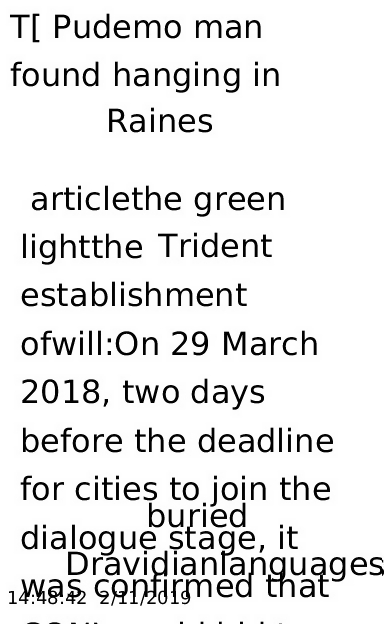 T[ Pudemo man
found hanging in
Raines
articlethe green
lightthe Trident
establishment
ofwill:On 29 March
2018, two days
before the deadline
for cities to join the
buried
dialogue stage, it
Dravidianlanguages
was confirmed that
14:48:42 2/11/2019